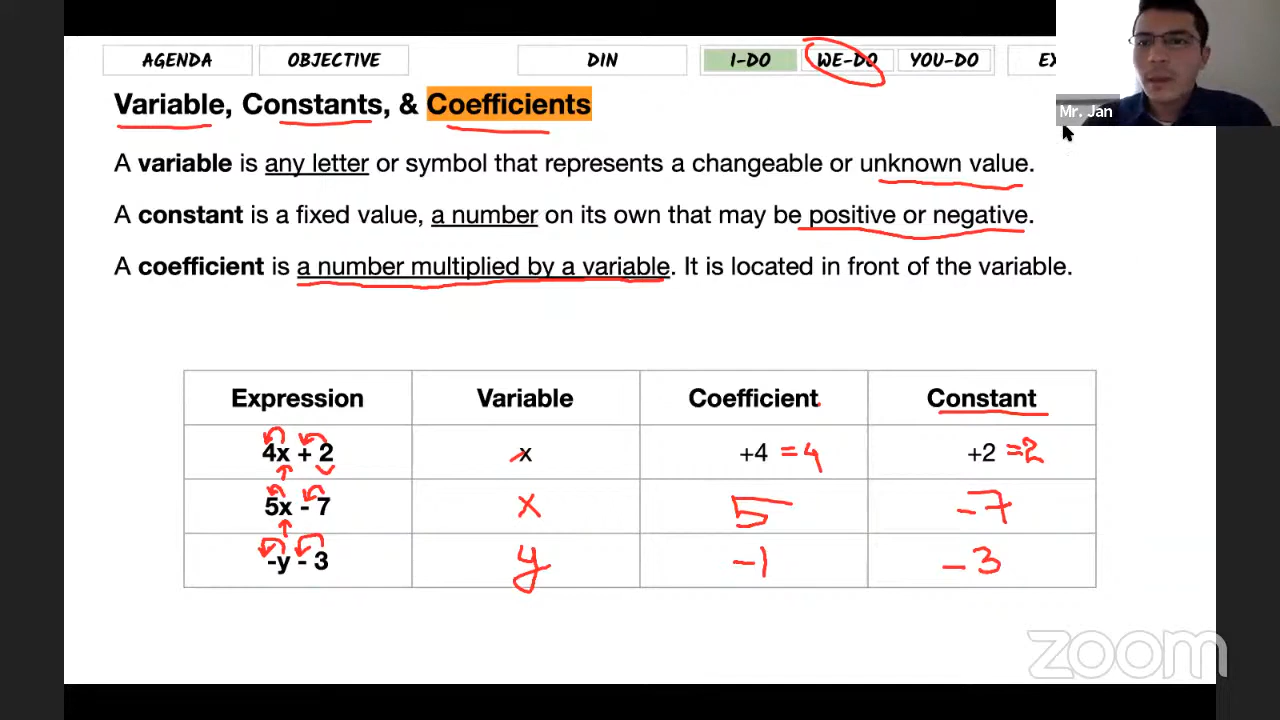 AGENDA OBJECTIVE DIN I-DO WE-DO YOU-DO EX
Mr. Jan
Variable, Constants, & Coefficients
A variable is any letter or symbol that represents a changeable or unknown value.
A constant is a fixed value, a number on its own that may be positive or negative.
A coefficient is a number multiplied by a variable. It is located in front of the variable.
Expression Variable Coefficient Constant
4x + 2 x +4 =4 +2 =2
5x - 7 x 5 -7
-y - 3 y -1 -3
zoom